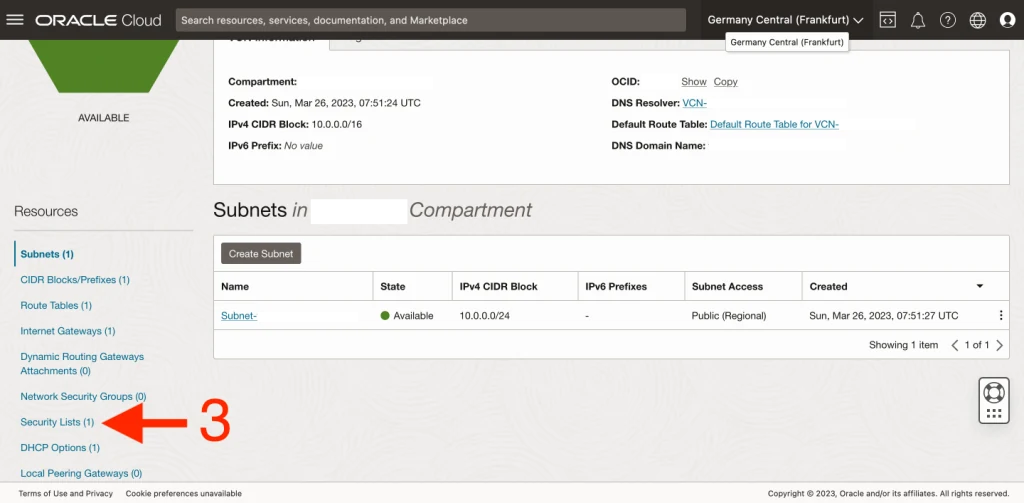 ORACLE Cloud
Search resources, services, documentation, and Marketplace
Germany Central (Frankfurt)
Germany Central (Frankfurt)
AVAILABLE
Compartment:
Created: Sun, Mar 26, 2023, 07:51:24 UTC
IPv4 CIDR Block: 10.0.0.0/16
IPv6 Prefix: No value
OCID: Show Copy
DNS Resolver: VCN-
Default Route Table: Default Route Table for VCN-
DNS Domain Name:
Resources
Subnets (1)
CIDR Blocks/Prefixes (1)
Route Tables (1)
Internet Gateways (1)
Dynamic Routing Gateways
Attachments (0)
Network Security Groups (0)
Security Lists (1)
3
DHCP Options (1)
Local Peering Gateways (0)
Subnets in Compartment
Create Subnet
Name State IPv4 CIDR Block IPv6 Prefixes Subnet Access Created
Subnet- Available 10.0.0.0/24 - Public (Regional) Sun, Mar 26, 2023, 07:51:27 UTC
Showing 1 item < 1 of 1 >
Terms of Use and Privacy Cookie preferences unavailable
Copyright © 2023, Oracle and/or its affiliates. All rights reserved.